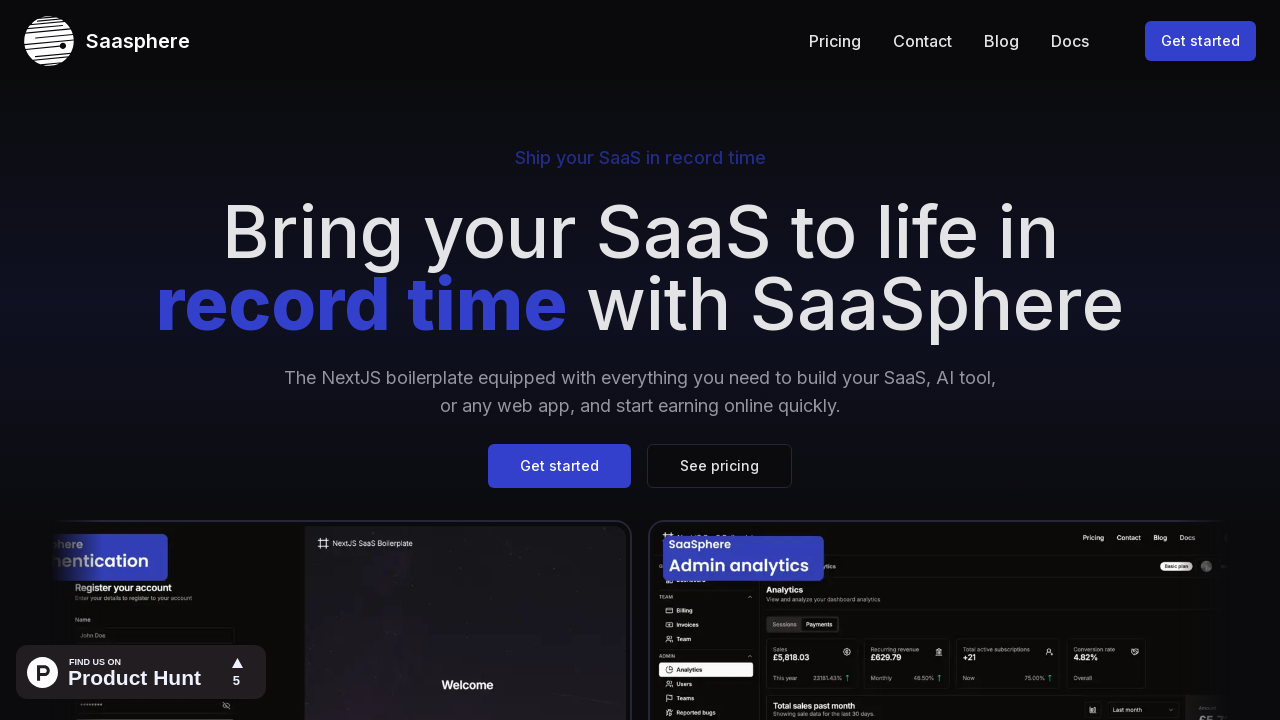 Saasphere
Pricing
Contact
Blog
Docs
Get started
Ship your SaaS in record time
Bring your SaaS to life in
record time with SaaSphere
The NextJS boilerplate equipped with everything you need to build your SaaS, AI tool,
or any web app, and start earning online quickly.
Get started
See pricing
Register your account
Enter your details to register to your account
Name
John Doe
NextJS SaaS Boilerplate
Welcome
SaaSphere
Admin analytics
Pricing
Contact
Blog
Docs
Basic plan
TEAM
Billing
Invoices
Team
ADMIN
Analytics
Users
Teams
Reported bugs
Analytics
View and analyze your dashboard analytics
Sessions
Payments
Sales
£5,818.03
This year
23181.43% ↑
Recurring revenue
£629.79
Monthly
46.50% ↑
Total active subscriptions
+21
Now
75.00% ↑
Conversion rate
4.82%
Overall
Total sales past month
Showing sale data for the last 30 days.
Last month
FIND US ON
Product Hunt
▲
5